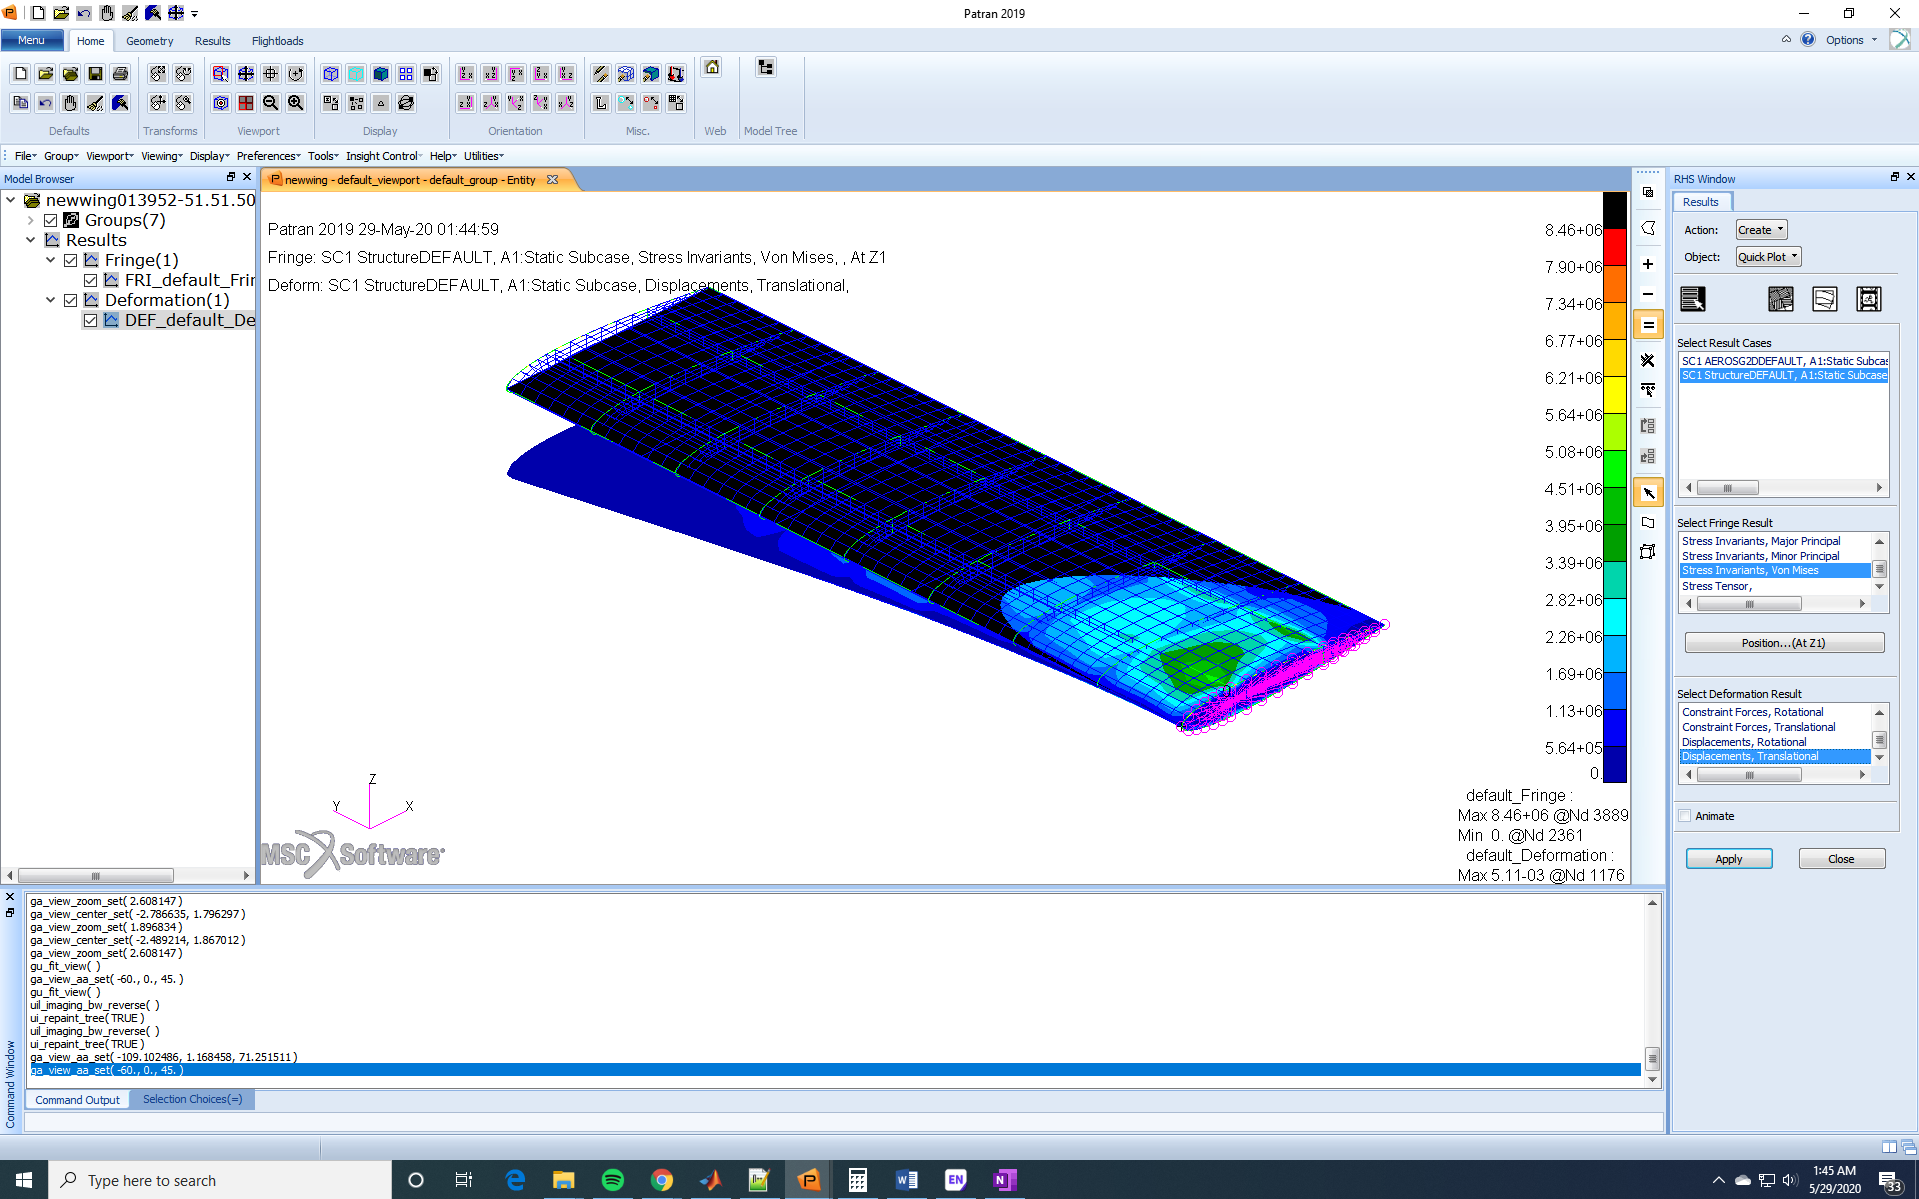 Patran 2019
Menu
Home
Geometry
Results
Flightloads
Options
Defaults
Transforms
Viewport
Display
Orientation
Misc.
Web
Model Tree
File
Group
Viewport
Viewing
Display
Preferences
Tools
Insight Control
Help
Utilities
Model Browser
newwing013952-51.51.50
Groups(7)
Results
Fringe(1)
FRI_default_Frin
Deformation(1)
DEF_default_De
newwing - default_viewport - default_group - Entity
Patran 2019 29-May-20 01:44:59
Fringe: SC1 StructureDEFAULT, A1:Static Subcase, Stress Invariants, Von Mises, , At Z1
Deform: SC1 StructureDEFAULT, A1:Static Subcase, Displacements, Translational,
8.46+06
7.90+06
7.34+06
6.77+06
6.21+06
5.64+06
5.08+06
4.51+06
3.95+06
3.39+06
2.82+06
2.26+06
1.69+06
1.13+06
5.64+05
0.
default_Fringe :
Max 8.46+06 @Nd 3889
Min 0. @Nd 2361
default_Deformation :
Max 5.11-03 @Nd 1176
Z
Y
X
MSC Software
RHS Window
Results
Action: Create
Object: Quick Plot
Select Result Cases
SC1 AEROSG2DDEFAULT, A1:Static Subcas
SC1 StructureDEFAULT, A1:Static Subcase
Select Fringe Result
Stress Invariants, Major Principal
Stress Invariants, Minor Principal
Stress Invariants, Von Mises
Stress Tensor,
Position...(At Z1)
Select Deformation Result
Constraint Forces, Rotational
Constraint Forces, Translational
Displacements, Rotational
Displacements, Translational
Animate
Apply
Close
ga_view_zoom_set( 2.608147 )
ga_view_center_set( -2.786635, 1.796297 )
ga_view_zoom_set( 1.896834 )
ga_view_center_set( -2.489214, 1.867012 )
ga_view_zoom_set( 2.608147 )
gu_fit_view( )
ga_view_aa_set( -60., 0., 45. )
gu_fit_view( )
uil_imaging_bw_reverse( )
ui_repaint_tree( TRUE )
uil_imaging_bw_reverse( )
ui_repaint_tree( TRUE )
ga_view_aa_set( -109.102486, 1.168458, 71.251511 )
ga_view_aa_set( -60., 0., 45. )
Command Window
Command Output
Selection Choices(=)
Type here to search
EN
1:45 AM
5/29/2020
33